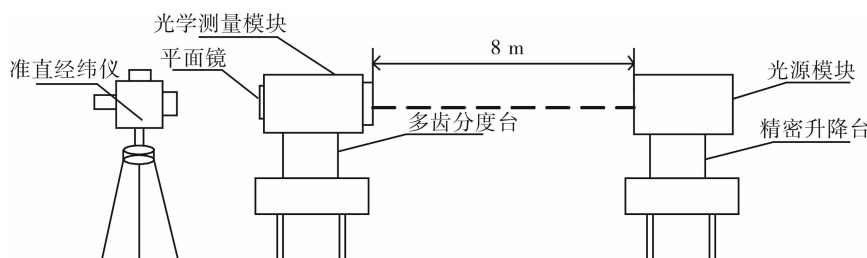 光学测量模块
平面镜
准直经纬仪
8 m
光源模块
多齿分度台
精密升降台